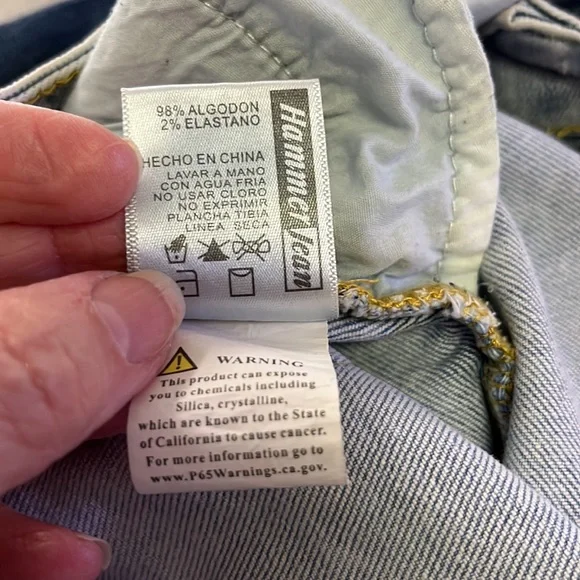 98% ALGODON
2% ELASTANO
HECHO EN CHINA
LAVAR A MANO
CON AGUA FRIA
NO USAR CLORO
NO EXPRIMIR
PLANCHA TIBIA
LINEA SECA
HammerJean
WARNING
This product can expose
you to chemicals including
Silica, crystalline,
which are known to the State
of California to cause cancer.
For more information go to
www.P65Warnings.ca.gov.